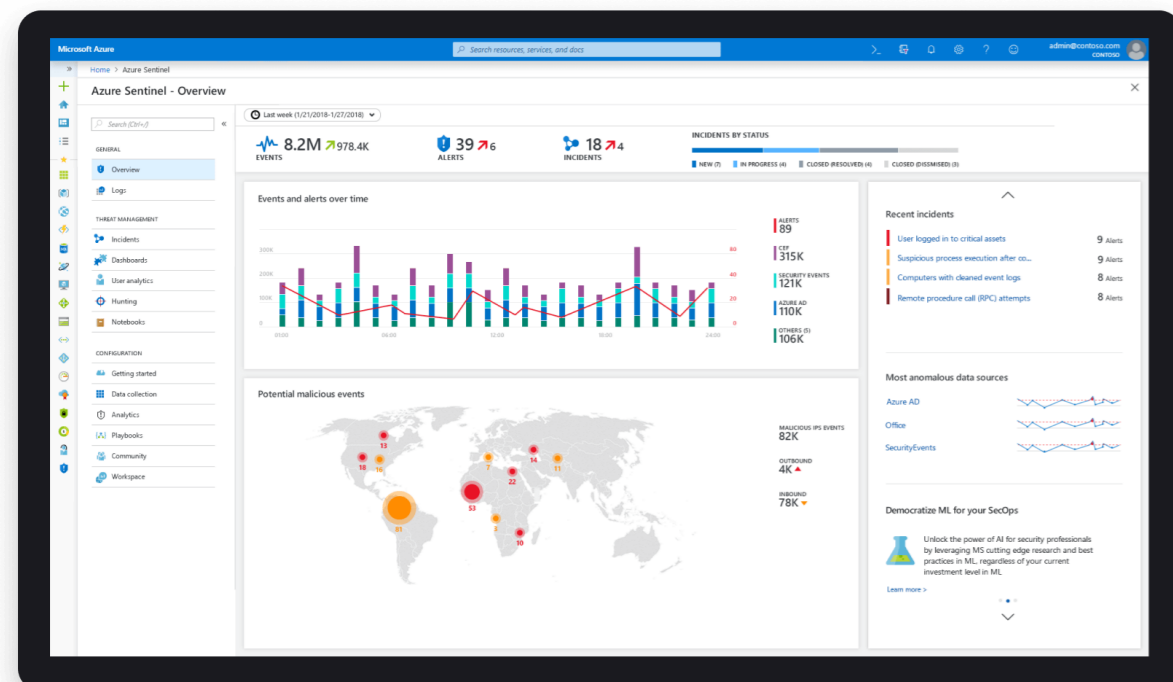 Microsoft Azure
Search resources, services, and docs
admin@contoso.com
CONTOSO
Home > Azure Sentinel
Azure Sentinel - Overview
Search (Ctrl+/)
GENERAL
Overview
Logs
THREAT MANAGEMENT
Incidents
Dashboards
User analytics
Hunting
Notebooks
CONFIGURATION
Getting started
Data collection
Analytics
Playbooks
Community
Workspace
Last week (1/21/2018-1/27/2018)
8.2M 978.4K
EVENTS
39 6
ALERTS
18 4
INCIDENTS
INCIDENTS BY STATUS
NEW (7) IN PROGRESS (4) CLOSED (RESOLVED) (4) CLOSED (DISMISSED) (3)
Events and alerts over time
300K
200K
100K
0
60
40
20
0
01:00 06:00 12:00 18:00 24:00
ALERTS
89
CEF
315K
SECURITY EVENTS
121K
AZURE AD
110K
OTHERS (5)
106K
Potential malicious events
13
18
7
14
11
22
53
10
MALICIOUS IPS EVENTS
82K
OUTBOUND
4K
INBOUND
78K
Recent incidents
User logged in to critical assets 9 Alerts
Suspicious process execution after co... 9 Alerts
Computers with cleaned event logs 8 Alerts
Remote procedure call (RPC) attempts 8 Alerts
Most anomalous data sources
Azure AD
Office
SecurityEvents
Democratize ML for your SecOps
Unlock the power of AI for security professionals
by leveraging MS cutting edge research and best
practices in ML, regardless of your current
investment level in ML
Learn more >